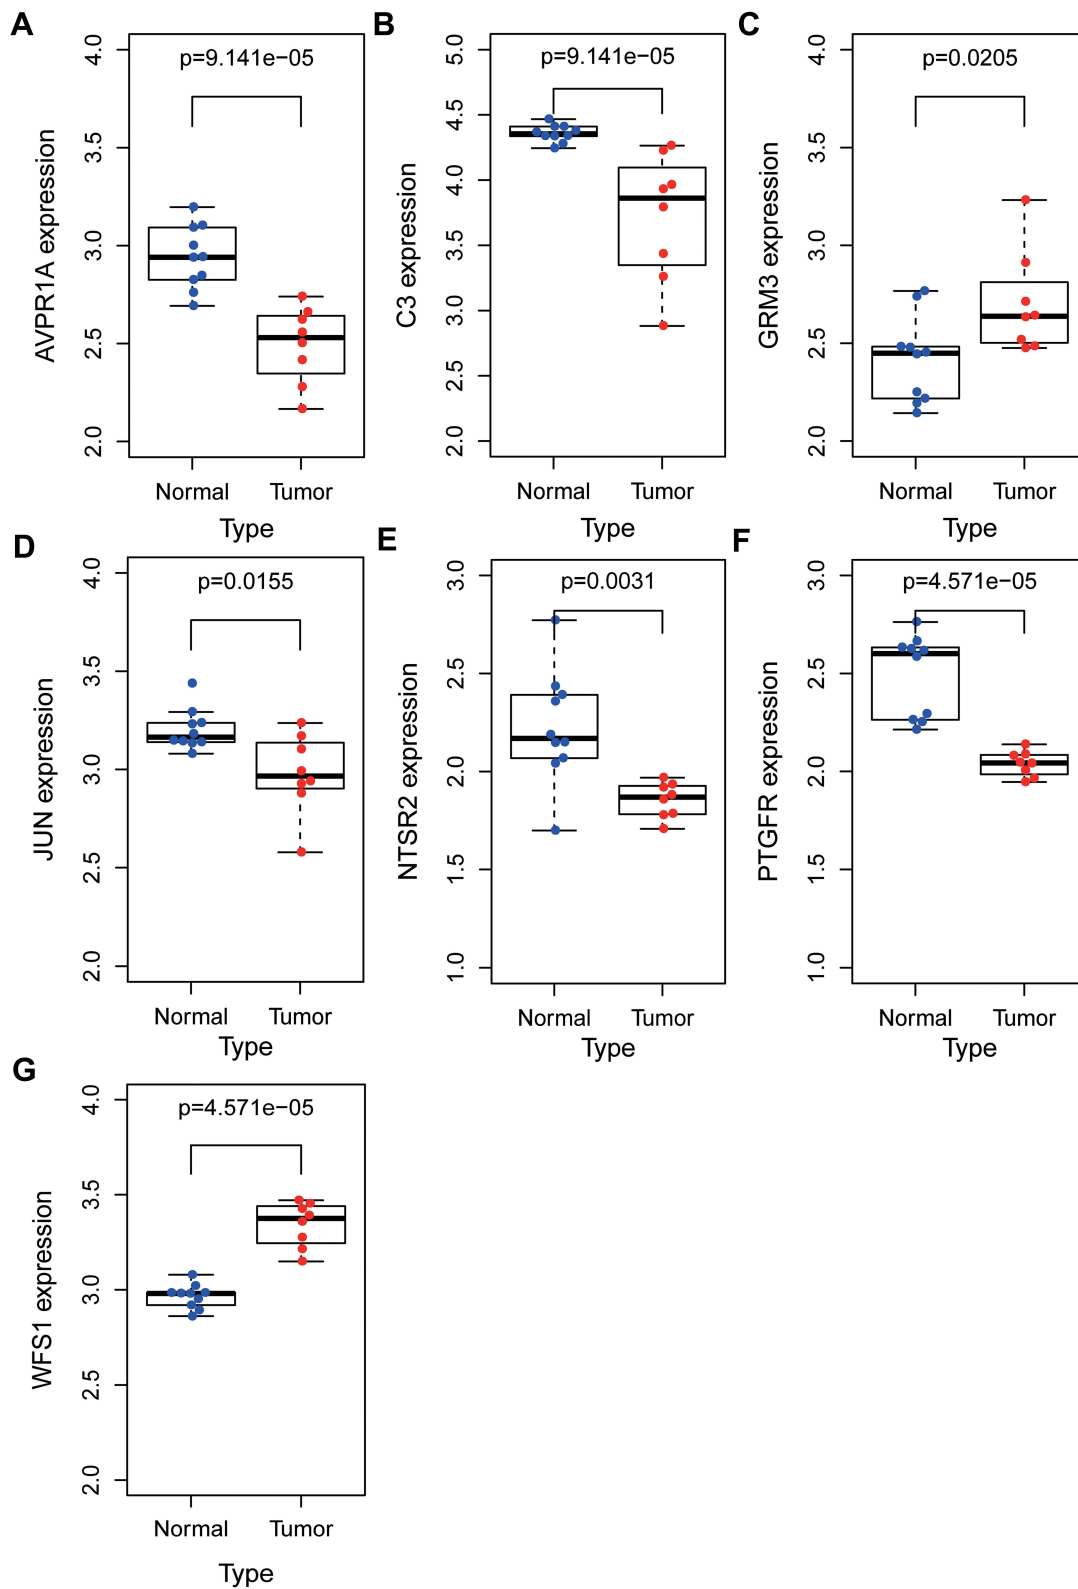 A
B
C
p=9.141e−05
p=9.141e−05
p=0.0205
AVPR1A expression
C3 expression
GRM3 expression
4.0
3.5
3.0
2.5
2.0
5.0
4.5
4.0
3.5
3.0
2.5
2.0
4.0
3.5
3.0
2.5
2.0
Normal Tumor
Normal Tumor
Normal Tumor
Type
Type
Type
D
E
F
p=0.0155
p=0.0031
p=4.571e−05
JUN expression
NTSR2 expression
PTGFR expression
4.0
3.5
3.0
2.5
2.0
3.0
2.5
2.0
1.5
1.0
3.0
2.5
2.0
1.5
1.0
Normal Tumor
Normal Tumor
Normal Tumor
Type
Type
Type
G
p=4.571e−05
WFS1 expression
4.0
3.5
3.0
2.5
2.0
Normal Tumor
Type